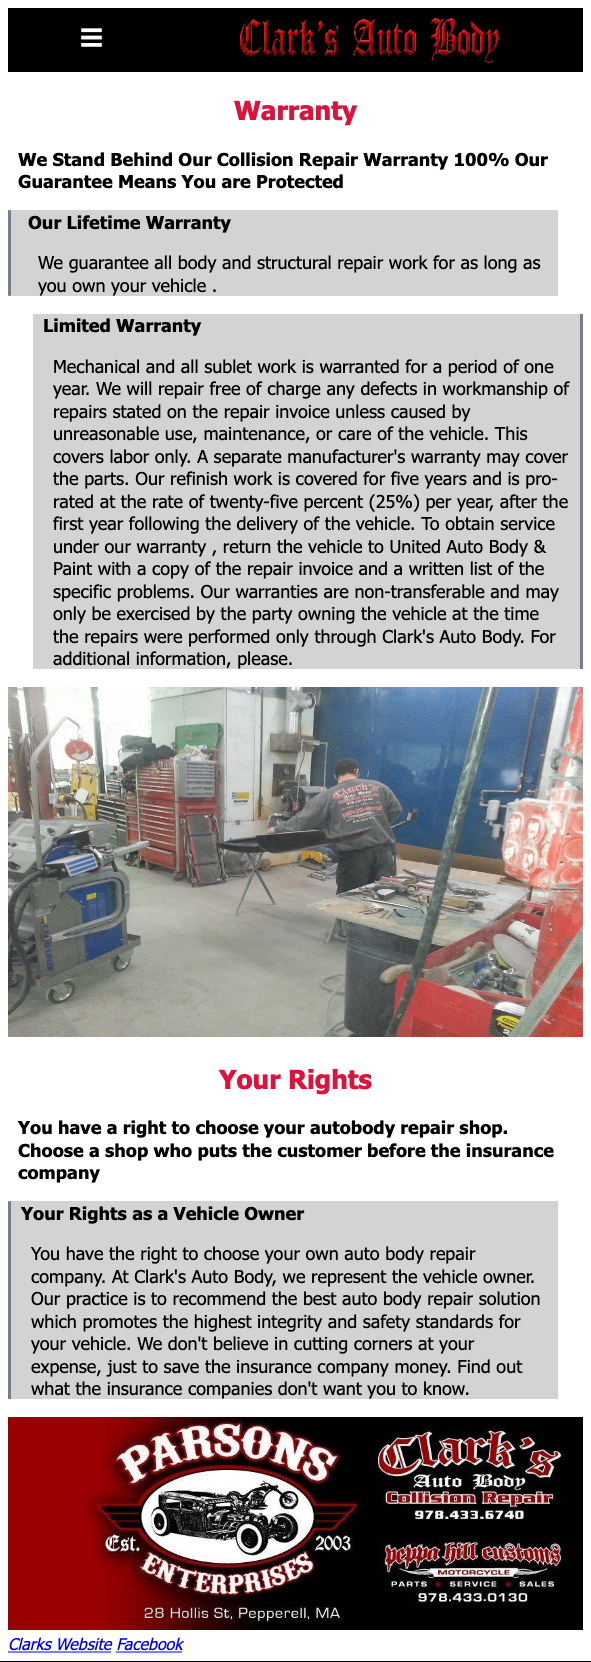 Clark's Auto Body
Warranty
We Stand Behind Our Collision Repair Warranty 100% Our
Guarantee Means You are Protected
Our Lifetime Warranty
We guarantee all body and structural repair work for as long as
you own your vehicle .
Limited Warranty
Mechanical and all sublet work is warranted for a period of one
year. We will repair free of charge any defects in workmanship of
repairs stated on the repair invoice unless caused by
unreasonable use, maintenance, or care of the vehicle. This
covers labor only. A separate manufacturer's warranty may cover
the parts. Our refinish work is covered for five years and is pro-
rated at the rate of twenty-five percent (25%) per year, after the
first year following the delivery of the vehicle. To obtain service
under our warranty , return the vehicle to United Auto Body &
Paint with a copy of the repair invoice and a written list of the
specific problems. Our warranties are non-transferable and may
only be exercised by the party owning the vehicle at the time
the repairs were performed only through Clark's Auto Body. For
additional information, please.
Clark's
Your Rights
You have a right to choose your autobody repair shop.
Choose a shop who puts the customer before the insurance
company
Your Rights as a Vehicle Owner
You have the right to choose your own auto body repair
company. At Clark's Auto Body, we represent the vehicle owner.
Our practice is to recommend the best auto body repair solution
which promotes the highest integrity and safety standards for
your vehicle. We don't believe in cutting corners at your
expense, just to save the insurance company money. Find out
what the insurance companies don't want you to know.
PARSONS
Est. 2003
ENTERPRISES
28 Hollis St, Pepperell, MA
Clark's
Auto Body
Collision Repair
978.433.6740
peppa hill customs
MOTORCYCLE
PARTS SERVICE SALES
978.433.0130
Clarks Website Facebook